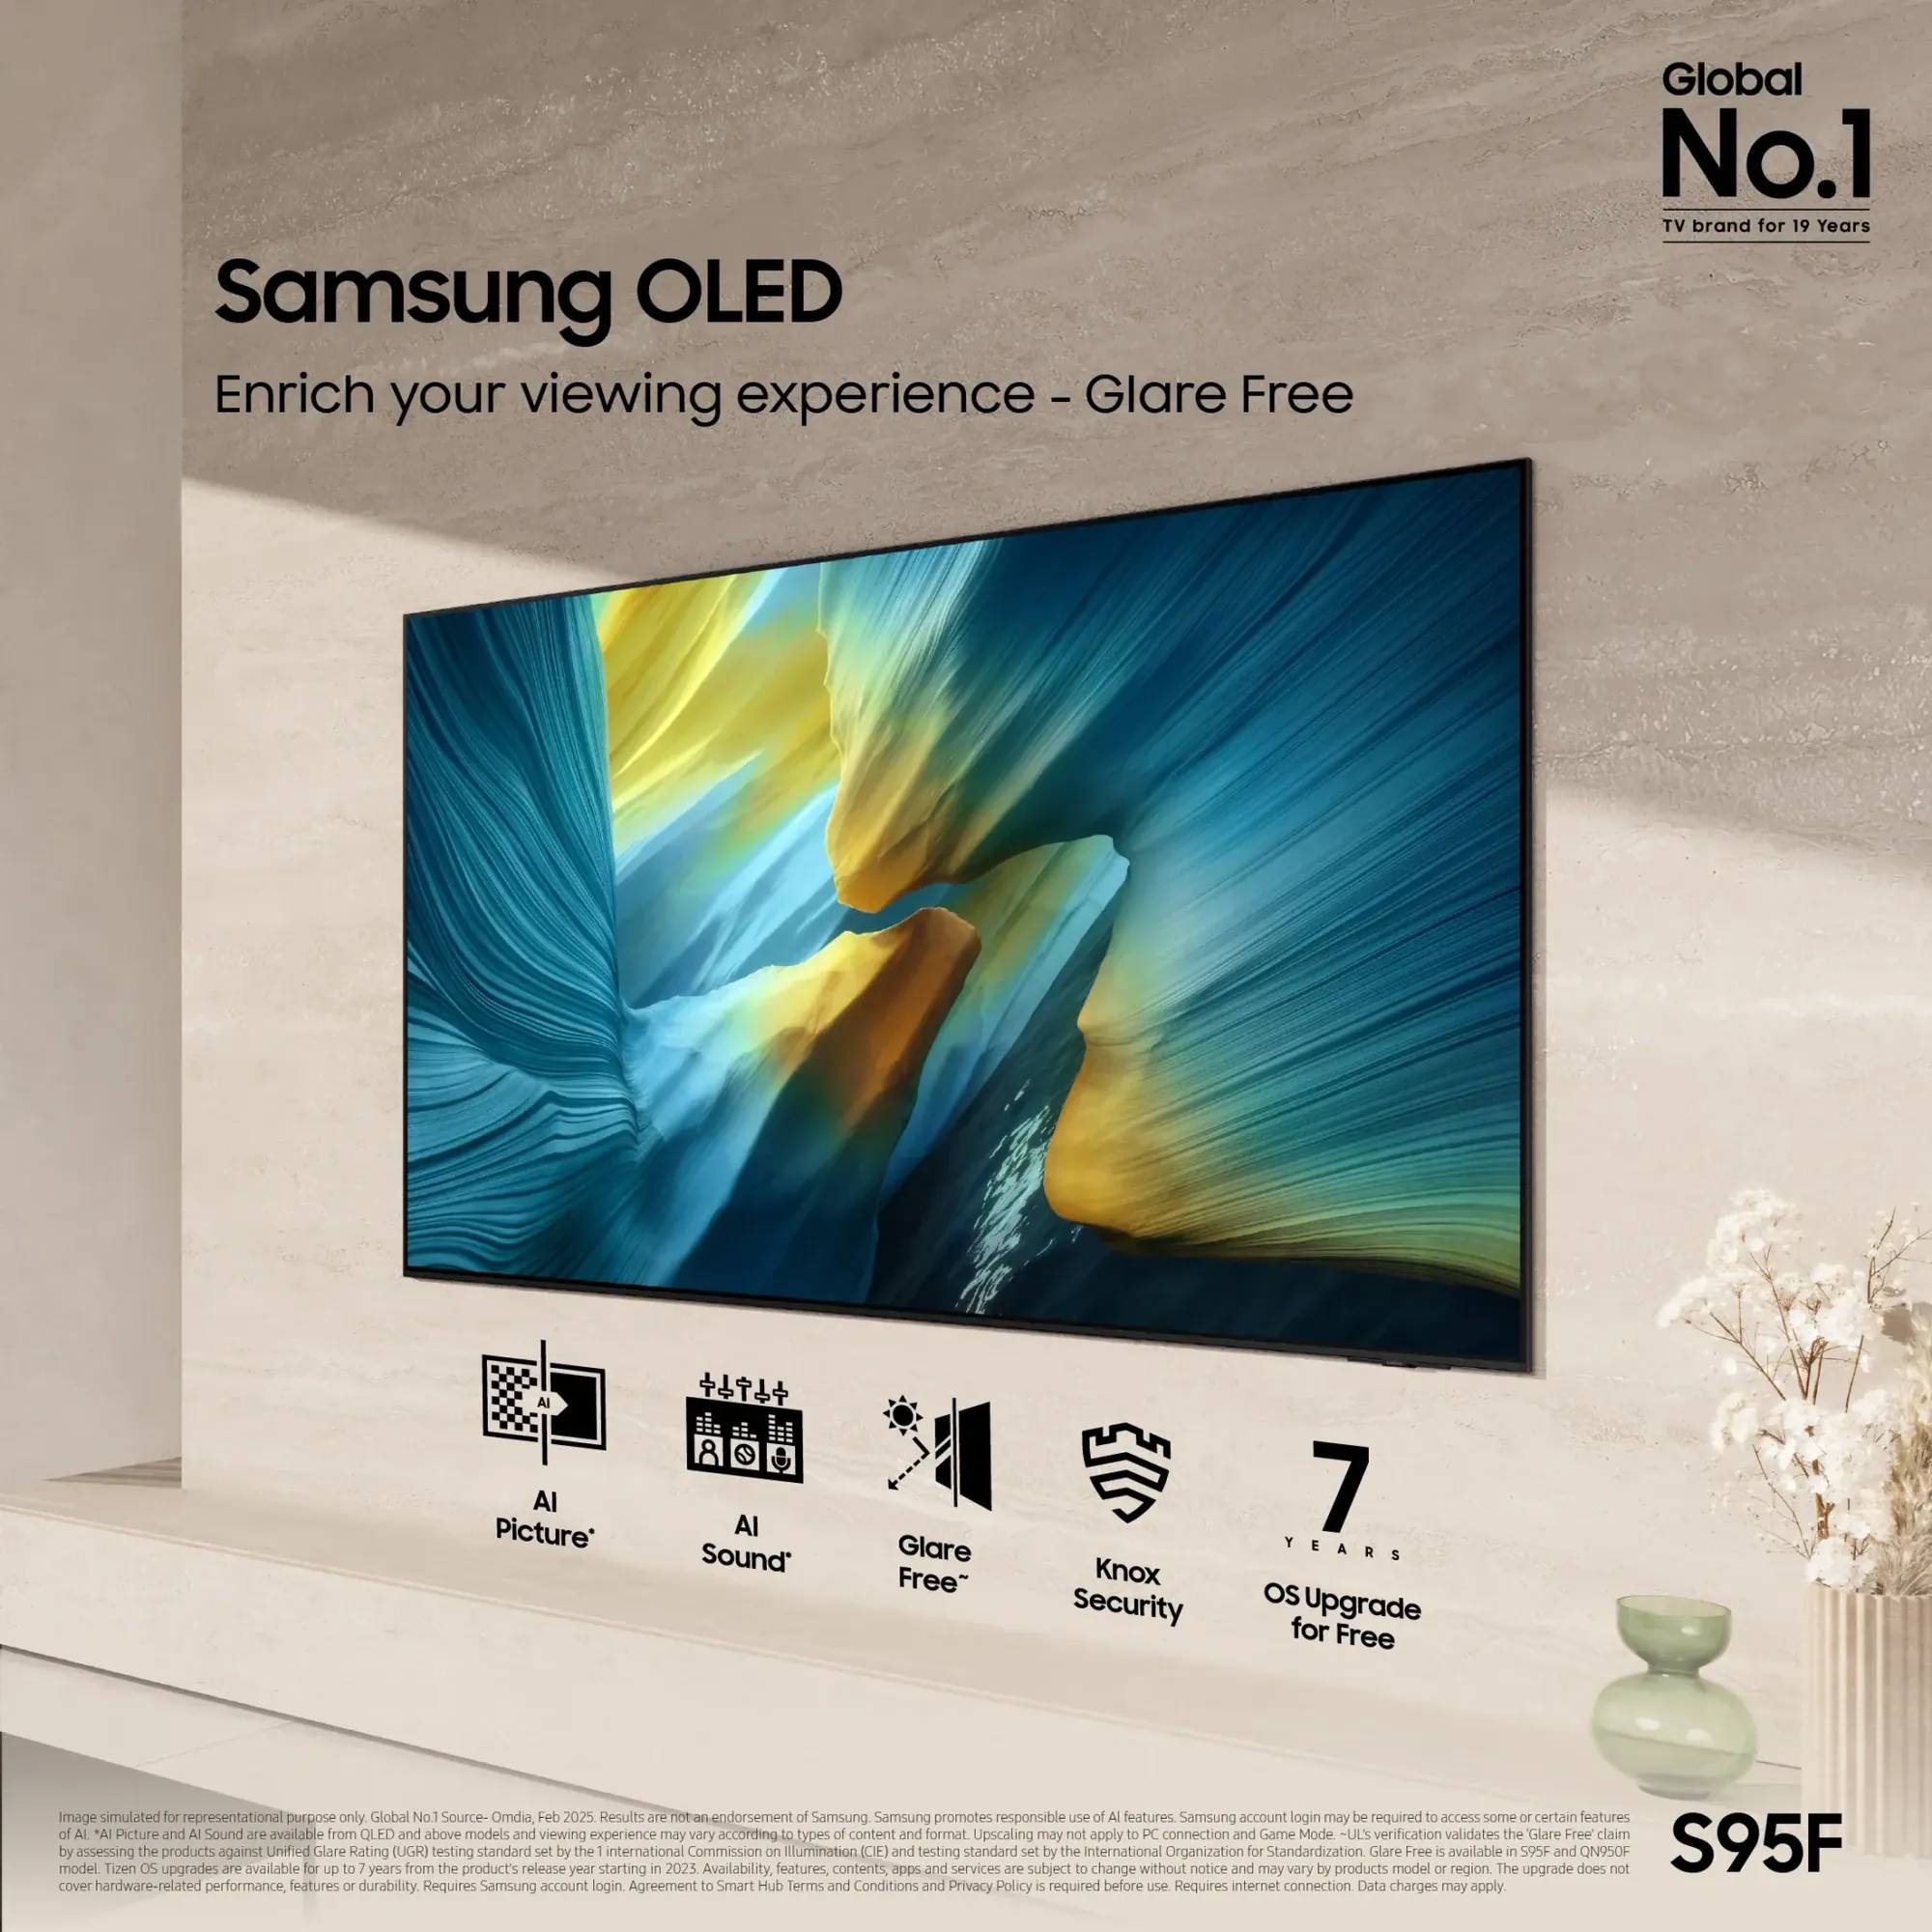 Global
No.1
TV brand for 19 Years
Samsung OLED
Enrich your viewing experience - Glare Free
AI
AI
Picture*
AI
Sound*
Glare
Free~
Knox
Security
7
YEARS
OS Upgrade
for Free
Image simulated for representational purpose only. Global No.1 Source- Omdia, Feb 2025. Results are not an endorsement of Samsung. Samsung promotes responsible use of AI features. Samsung account login may be required to access some or certain features
of AI. *AI Picture and AI Sound are available from QLED and above models and viewing experience may vary according to types of content and format. Upscaling may not apply to PC connection and Game Mode. ~UL's verification validates the 'Glare Free' claim
by assessing the products against Unified Glare Rating (UGR) testing standard set by the 1 international Commission on Illumination (CIE) and testing standard set by the International Organization for Standardization. Glare Free is available in S95F and QN950F
model. Tizen OS upgrades are available for up to 7 years from the product's release year starting in 2023. Availability, features, contents, apps and services are subject to change without notice and may vary by products model or region. The upgrade does not
cover hardware-related performance, features or durability. Requires Samsung account login. Agreement to Smart Hub Terms and Conditions and Privacy Policy is required before use. Requires internet connection. Data charges may apply.
S95F